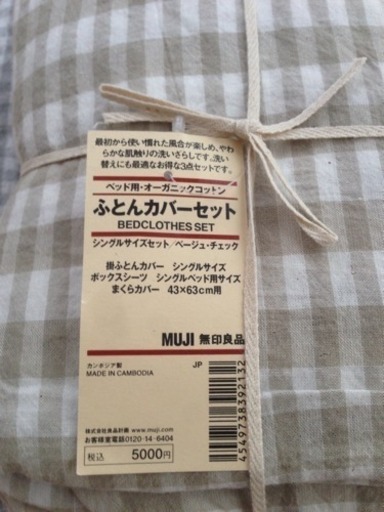 最初から使い慣れた風合が楽しめ、やわ
らかな肌触りの洗いざらしです。洗い
替えにも最適なお得な3点セットです。
ベッド用・オーガニックコットン
ふとんカバーセット
BEDCLOTHES SET
シングルサイズセット/ベージュ・チェック
掛ふとんカバー シングルサイズ
ボックスシーツ シングルベッド用サイズ
まくらカバー 43×63cm用
MUJI 無印良品
カンボジア製
MADE IN CAMBODIA
JP
株式会社良品計画 www.muji.com
お客様室電話0120-14-6404
税込 5000円
4549738392132